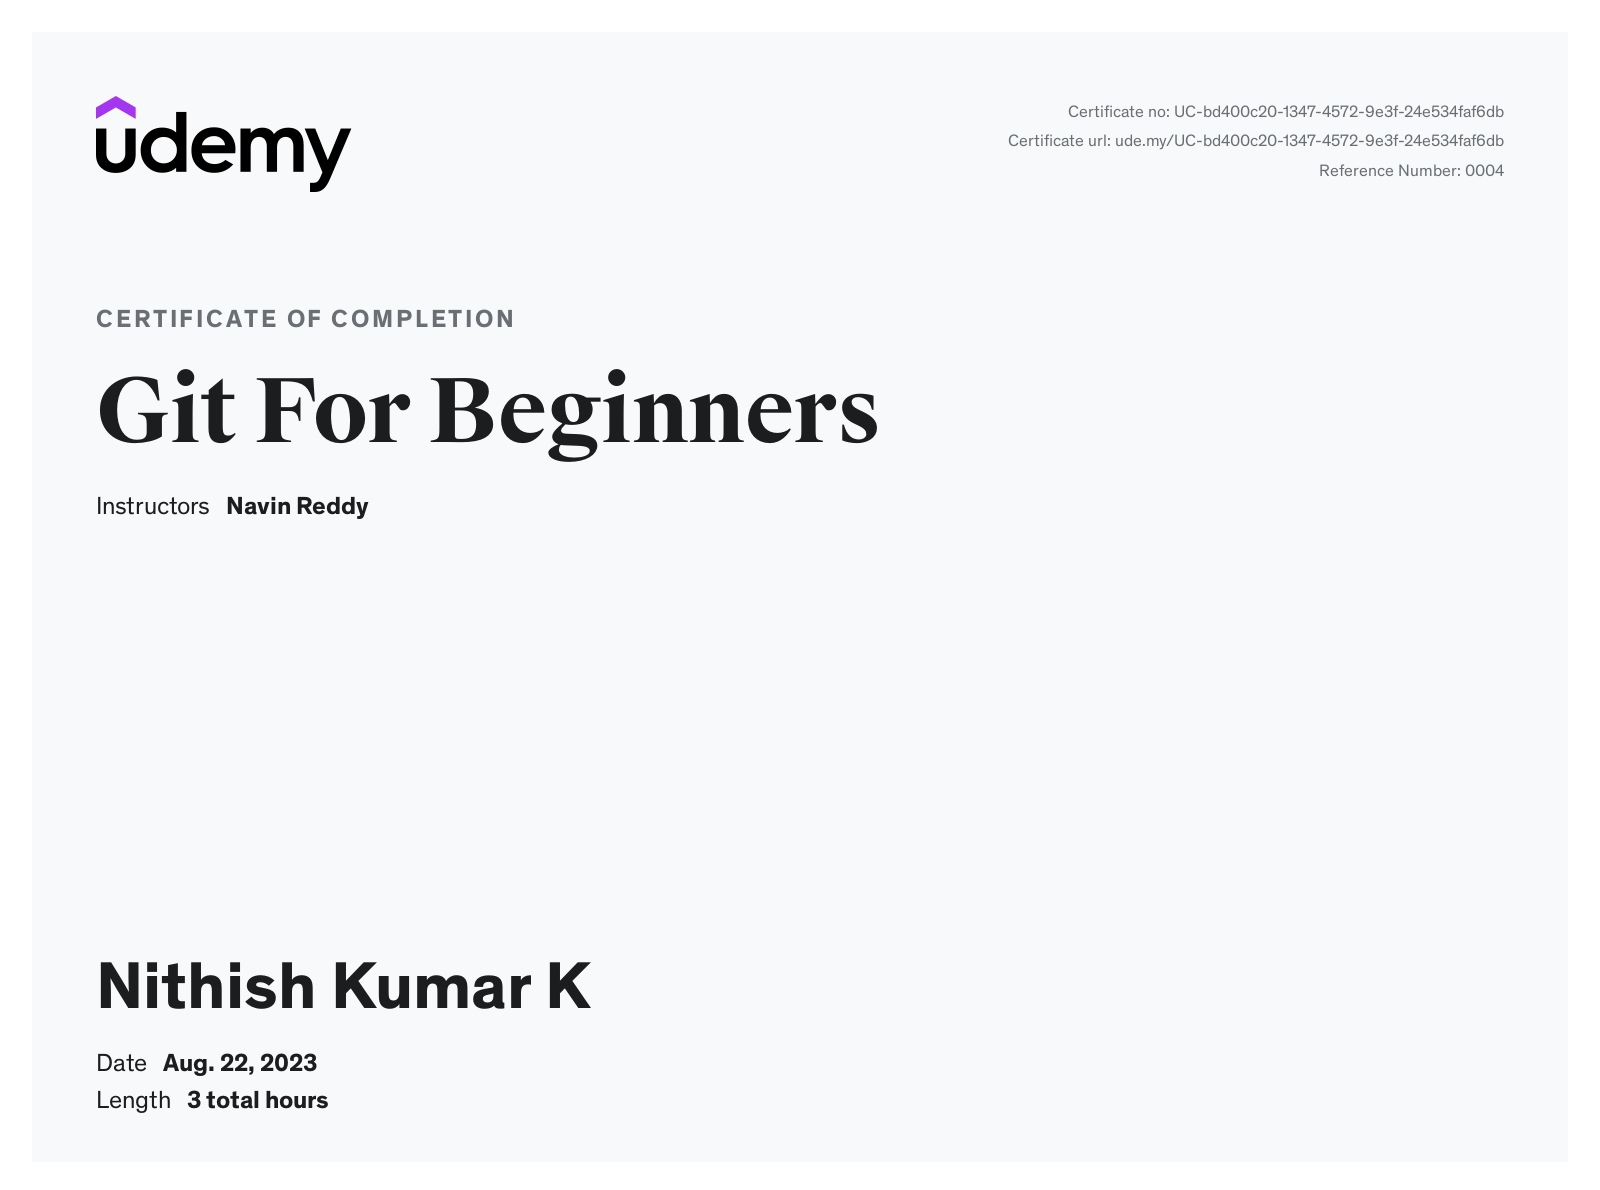 udemy
Certificate no: UC-bd400c20-1347-4572-9e3f-24e534faf6db
Certificate url: ude.my/UC-bd400c20-1347-4572-9e3f-24e534faf6db
Reference Number: 0004
CERTIFICATE OF COMPLETION
Git For Beginners
Instructors Navin Reddy
Nithish Kumar K
Date Aug. 22, 2023
Length 3 total hours